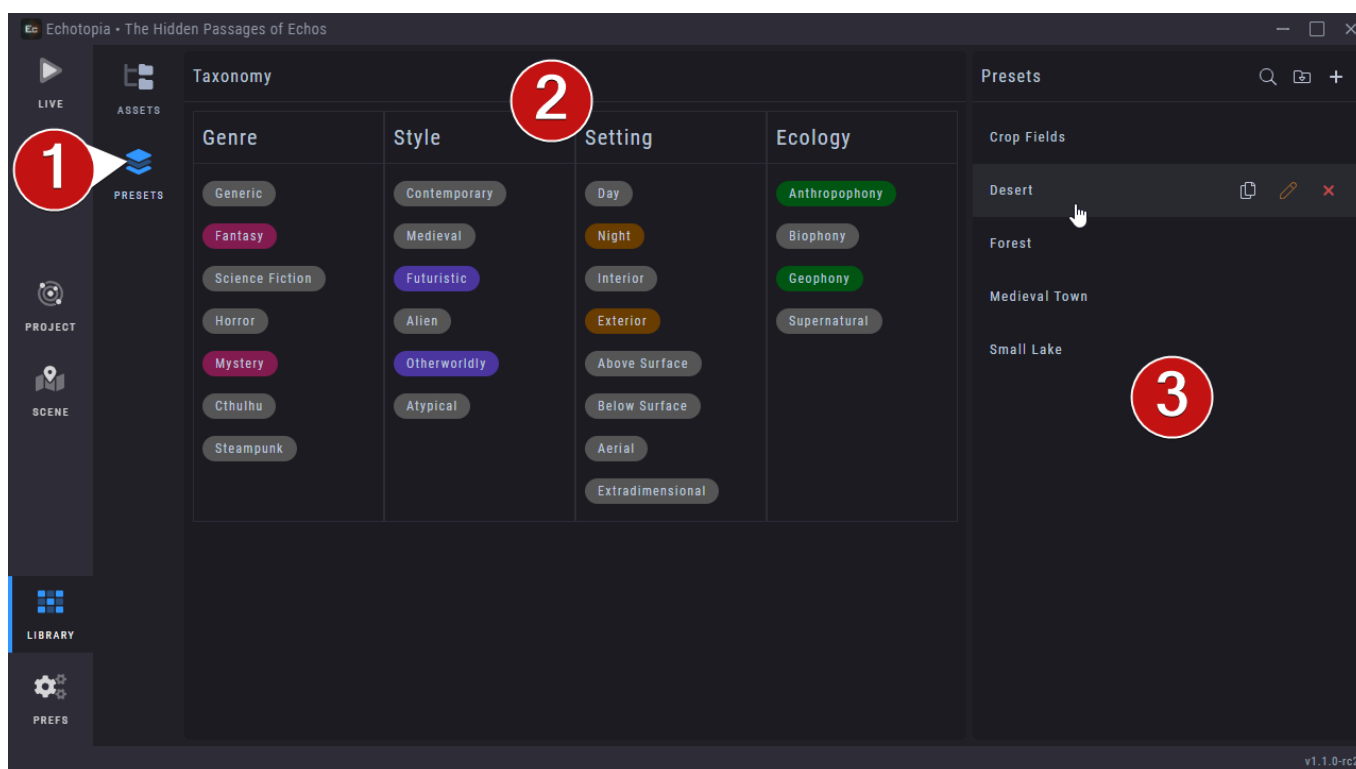 Ec Echotopia • The Hidden Passages of Echos
LIVE
PROJECT
SCENE
LIBRARY
PREFS
ASSETS
1
PRESETS
Taxonomy
2
Genre
Generic
Fantasy
Science Fiction
Horror
Mystery
Cthulhu
Steampunk
Style
Contemporary
Medieval
Futuristic
Alien
Otherworldly
Atypical
Setting
Day
Night
Interior
Exterior
Above Surface
Below Surface
Aerial
Extradimensional
Ecology
Anthropophony
Biophony
Geophony
Supernatural
Presets
Crop Fields
Desert
Forest
Medieval Town
Small Lake
3
v1.1.0-rc2